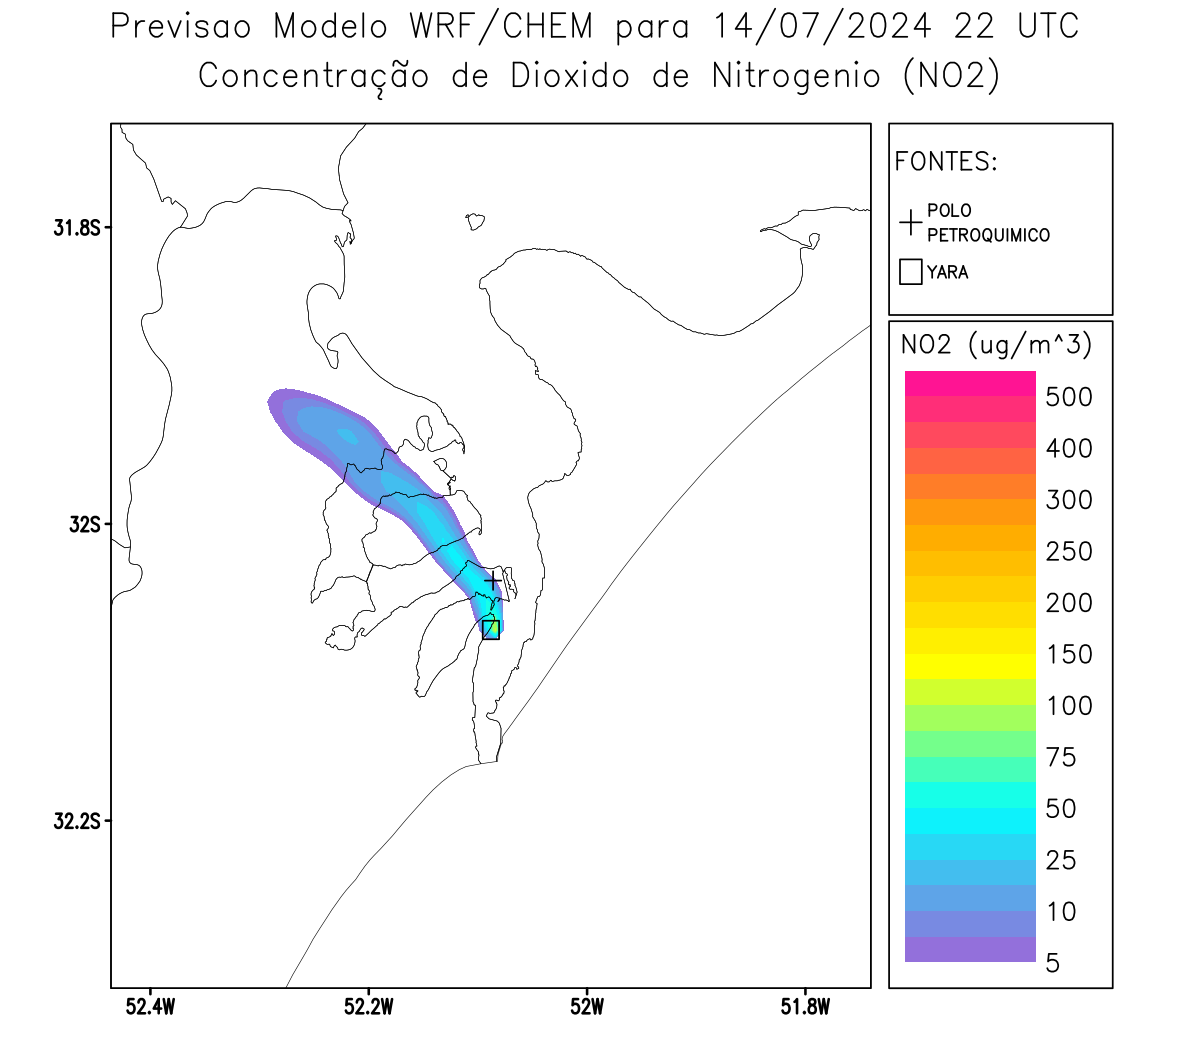 Previsao Modelo WRF/CHEM para 14/07/2024 22 UTC
Concentração de Dioxido de Nitrogenio (NO2)
FONTES:
POLO
PETROQUIMICO
YARA
31.8S
32S
32.2S
52.4W
52.2W
52W
51.8W
NO2 (ug/m^3)
500
400
300
250
200
150
100
75
50
25
10
5